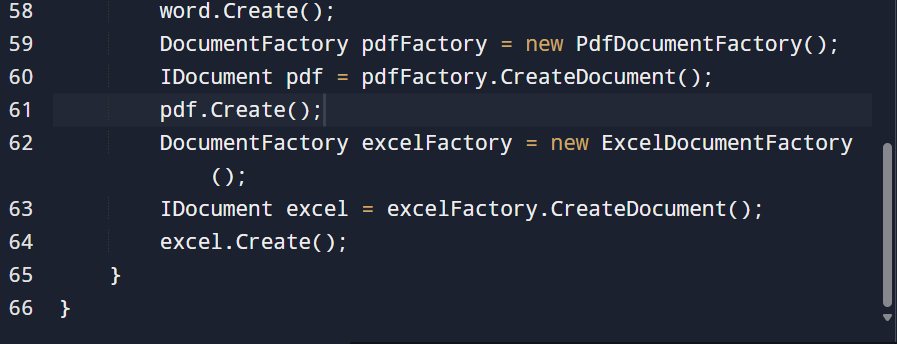 58 word.Create();
59 DocumentFactory pdfFactory = new PdfDocumentFactory();
60 IDocument pdf = pdfFactory.CreateDocument();
61 pdf.Create();
62 DocumentFactory excelFactory = new ExcelDocumentFactory
();
63 IDocument excel = excelFactory.CreateDocument();
64 excel.Create();
65 }
66 }